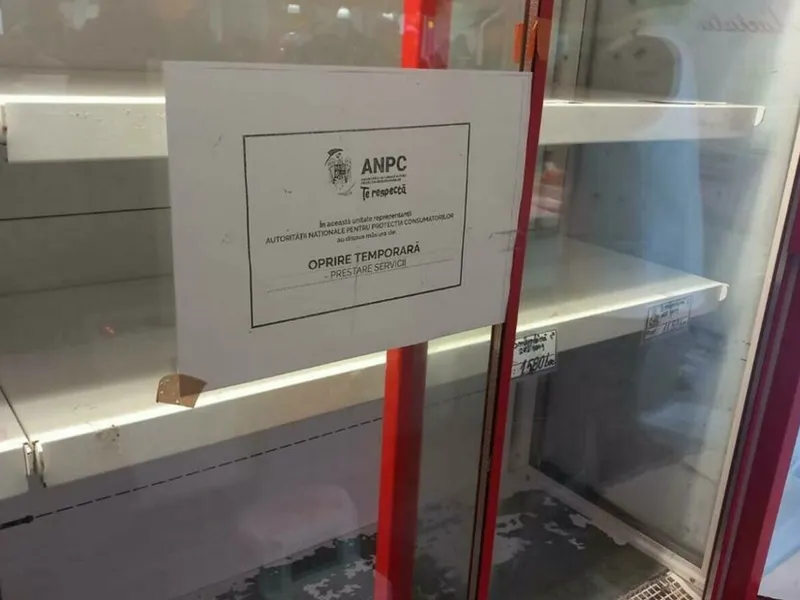 ANPC
Te respectă
În această unitate reprezentanții
AUTORITĂȚII NAȚIONALE PENTRU PROTECȚIA CONSUMATORILOR
au dispus măsura de:
OPRIRE TEMPORARĂ
- PRESTARE SERVICII